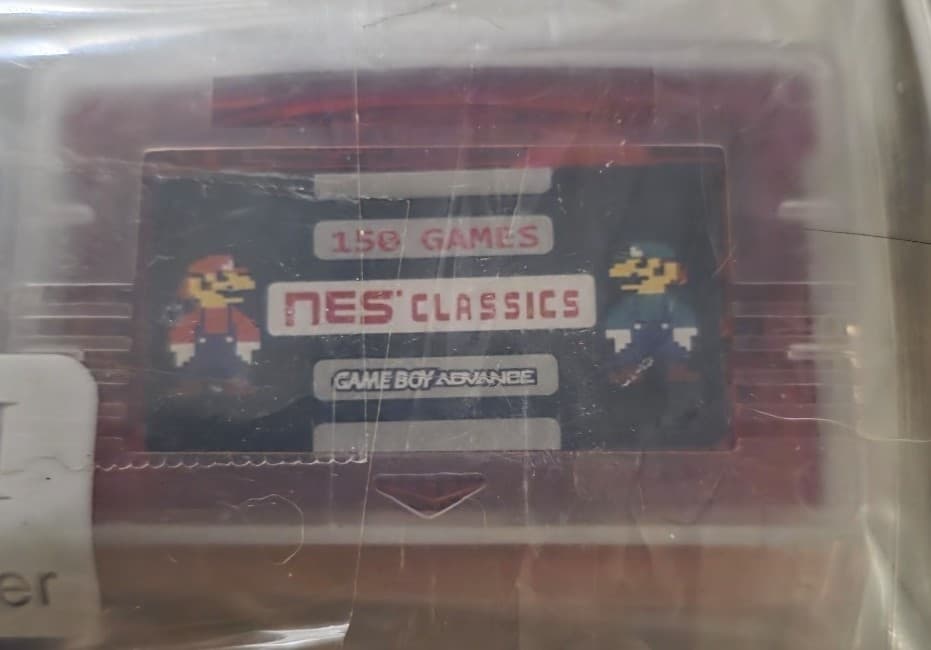 150 GAMES
NES CLASSICS
GAME BOY ADVANCE
er